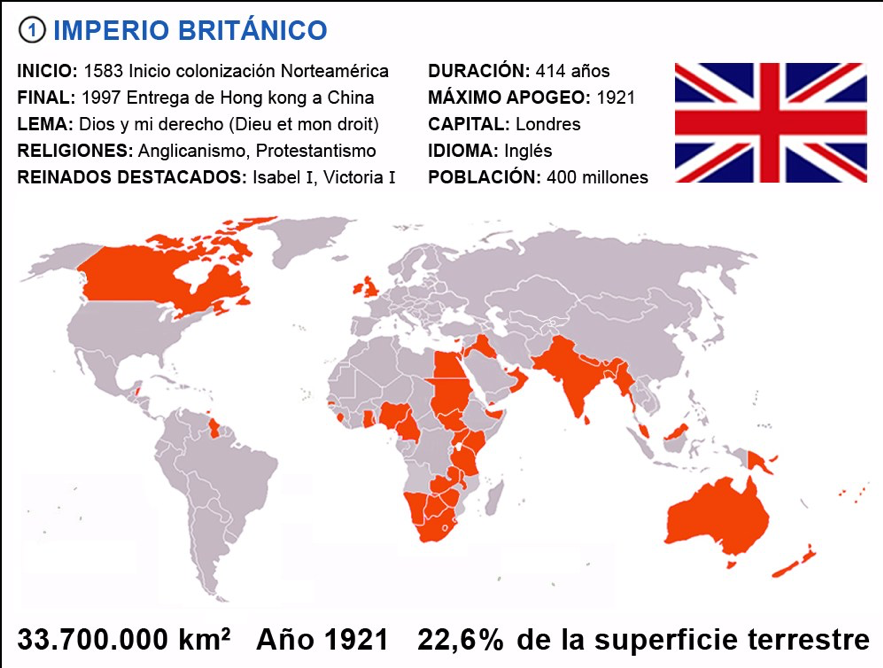 1 IMPERIO BRITÁNICO
INICIO: 1583 Inicio colonización Norteamérica
FINAL: 1997 Entrega de Hong kong a China
LEMA: Dios y mi derecho (Dieu et mon droit)
RELIGIONES: Anglicanismo, Protestantismo
REINADOS DESTACADOS: Isabel I, Victoria I
DURACIÓN: 414 años
MÁXIMO APOGEO: 1921
CAPITAL: Londres
IDIOMA: Inglés
POBLACIÓN: 400 millones
33.700.000 km² Año 1921 22,6% de la superficie terrestre